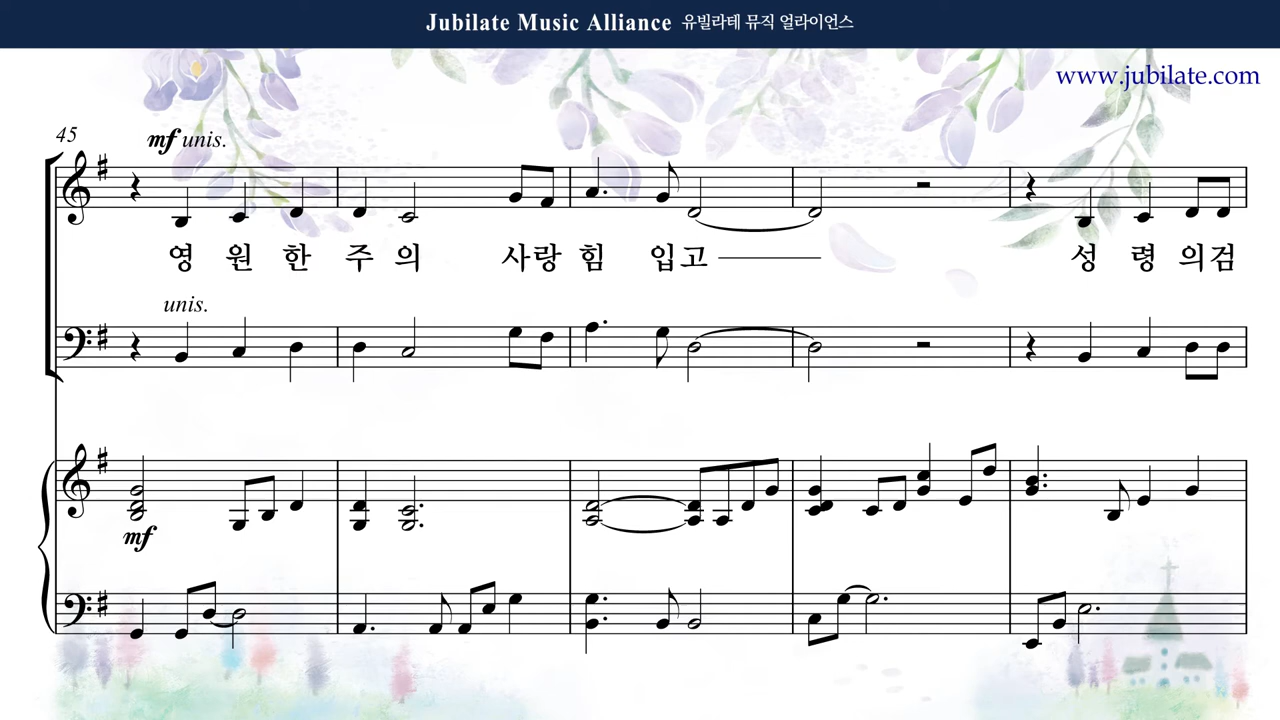 Jubilate Music Alliance 유빌라테 뮤직 얼라이언스
www.jubilate.com
45
mf unis.
영 원 한 주 의 사랑 힘 입고 성 령 의검
unis.
mf